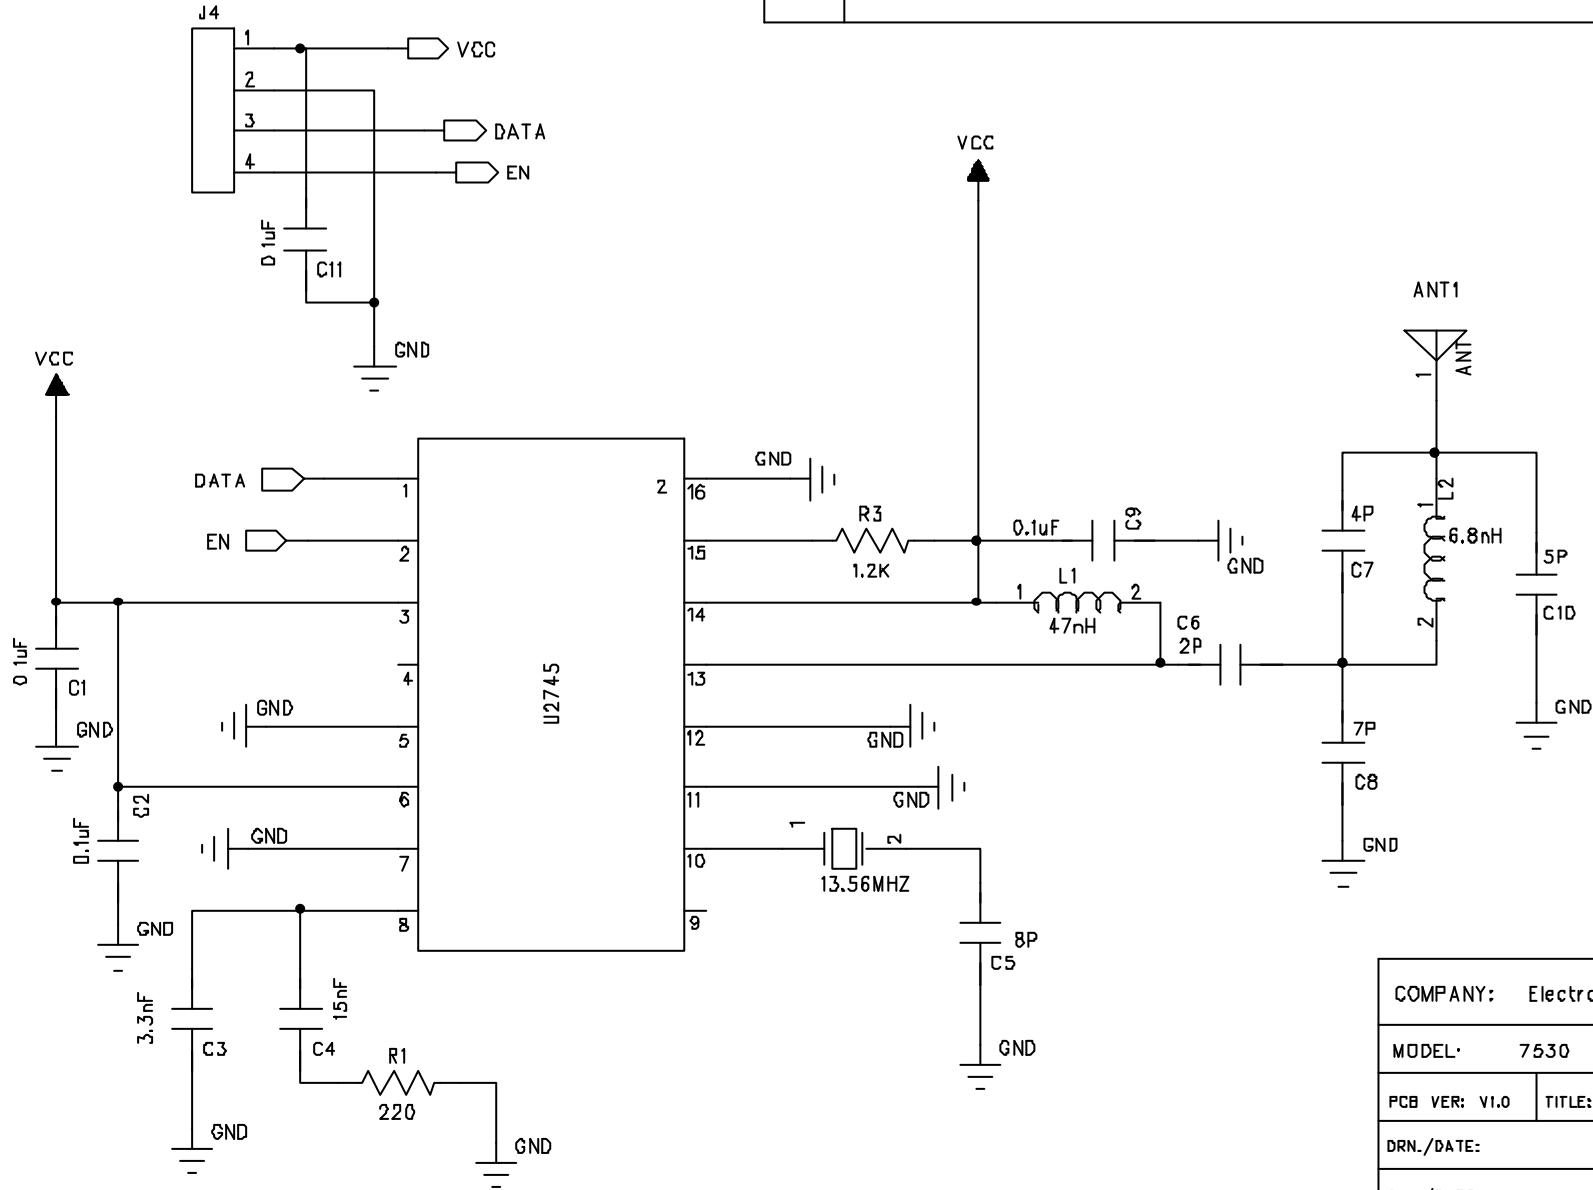 J4
1
VCC
2
3
DATA
4
EN
0.1uF
C11
GND
VCC
0.1uF
C1
GND
C2
0.1uF
GND
DATA
1
EN
2
3
4
GND
5
6
GND
7
8
3.3nF
C3
GND
15nF
C4
R1
220
GND
U2745
2
16
GND
15
R3
1.2K
VCC
0.1uF
C9
GND
14
1
L1
2
47nH
13
C6
2P
12
GND
11
GND
10
1
2
13.56MHZ
9
8P
C5
GND
ANT1
ANT
1
4P
C7
1
L2
6.8nH
2
5P
C10
GND
7P
C8
GND
COMPANY: Electro
MODEL: 7530
PCB VER: V1.0 TITLE:
DRN./DATE: